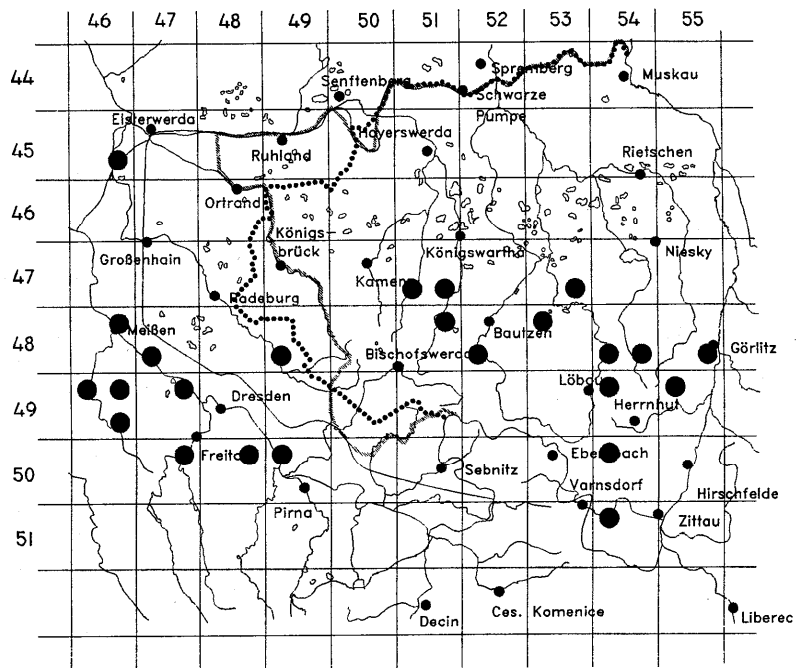 46 47 48 49 50 51 52 53 54 55
44
Senftenberg
Spremberg
Muskau
Schwarze
Pumpe
Elsterwerda
Hoyerswerda
45
Ruhland
Rietschen
Ortrand
46
Königs-
brück
Königswartha
Großenhain
Niesky
47
Kamenz
Radeburg
48
Meißen
Bautzen
Bischofswerda
Görlitz
Löbau
49
Dresden
Herrnhut
50
Freital
Sebnitz
Ebersbach
Varnsdorf
Hirschfelde
Pirna
Zittau
51
Decin
Ces. Komenice
Liberec